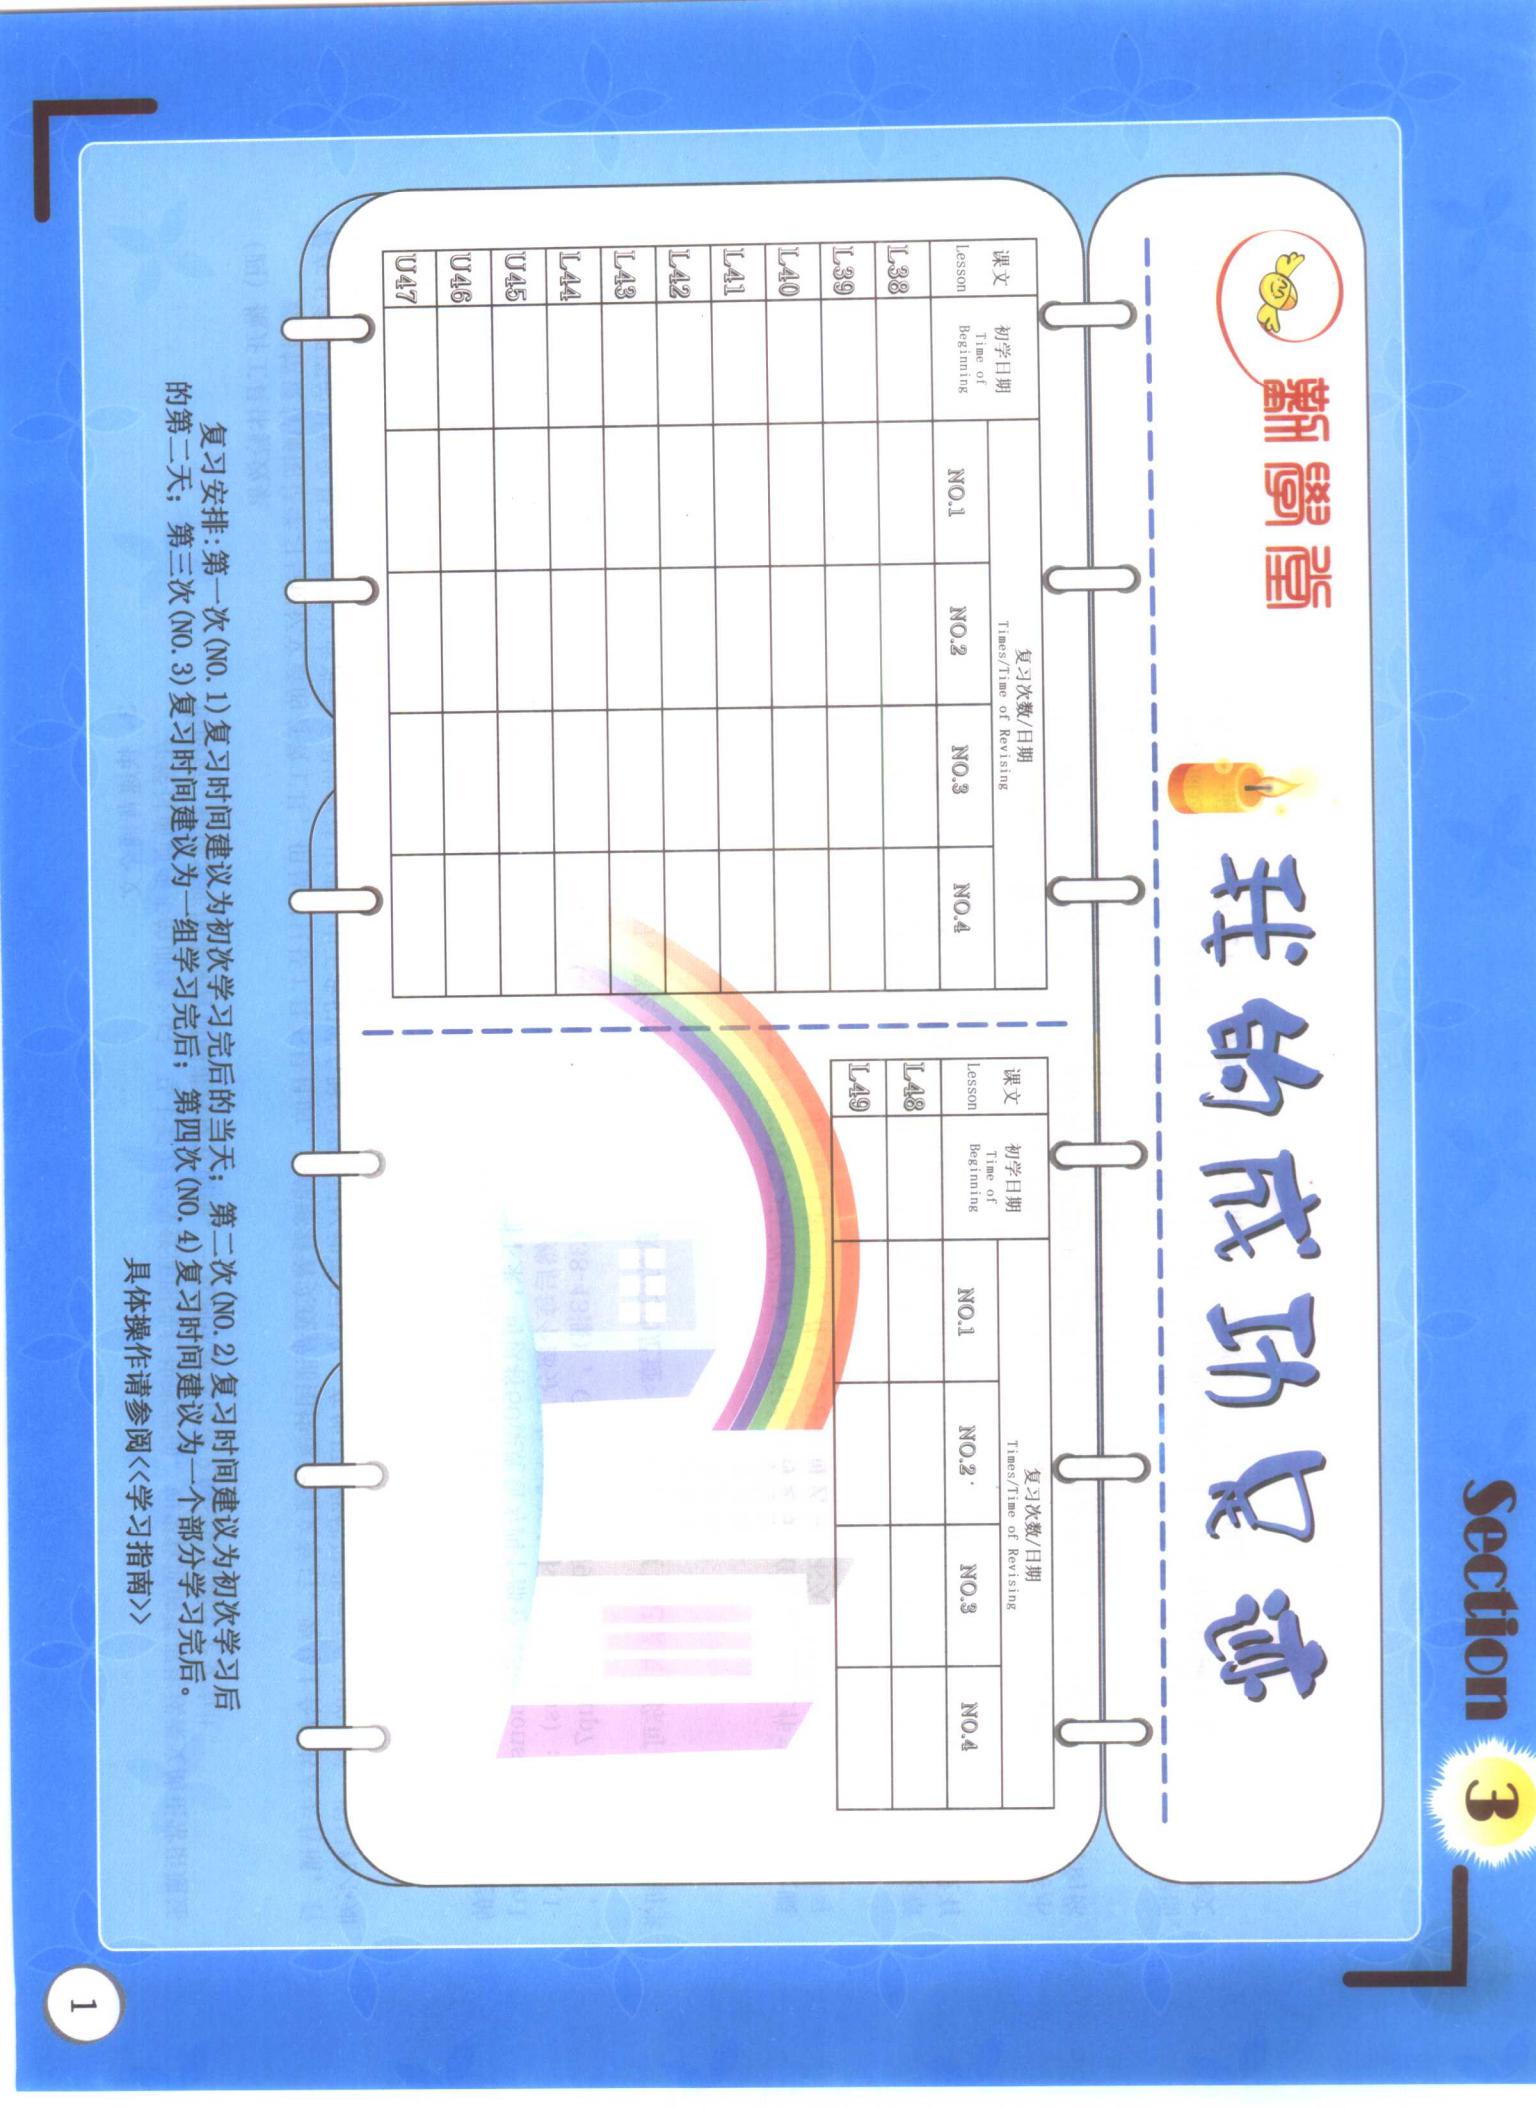 Section 3
新學堂
我的成功足迹
课文 初学日期 复习次数/日期
Lesson Time of Beginning Times/Time of Revising
NO.1 NO.2 NO.3 NO.4
L38
L39
L40
L41
L42
L43
L44
U45
U46
U47
课文 初学日期 复习次数/日期
Lesson Time of Beginning Times/Time of Revising
NO.1 NO.2 NO.3 NO.4
L48
L49
复习安排:第一次(NO.1)复习时间建议为初次学习完后的当天；第二次(NO.2)复习时间建议为初次学习后
的第二天；第三次(NO.3)复习时间建议为一组学习完后；第四次(NO.4)复习时间建议为一个部分学习完后。
具体操作请参阅<<学习指南>>
1